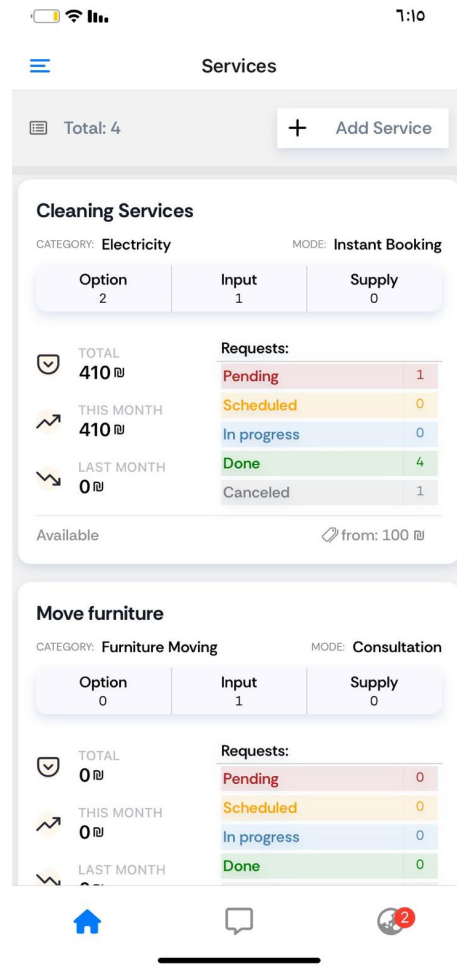 ٦:١٥
Services
Total: 4
+ Add Service
Cleaning Services
CATEGORY: Electricity MODE: Instant Booking
Option Input Supply
2 1 0
TOTAL
410 ₪
THIS MONTH
410 ₪
LAST MONTH
0 ₪
Requests:
Pending 1
Scheduled 0
In progress 0
Done 4
Canceled 1
Available from: 100 ₪
Move furniture
CATEGORY: Furniture Moving MODE: Consultation
Option Input Supply
0 1 0
TOTAL
0 ₪
THIS MONTH
0 ₪
LAST MONTH
Requests:
Pending 0
Scheduled 0
In progress 0
Done 0
2